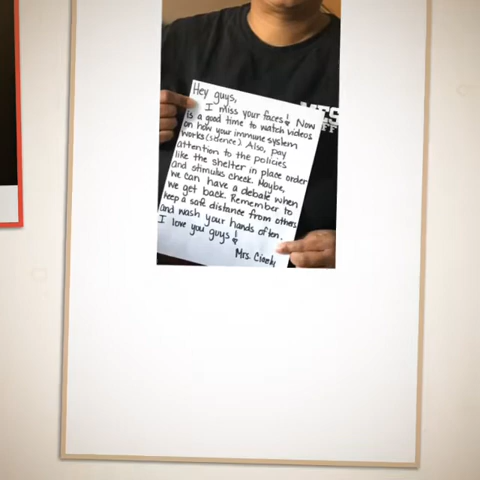 Hey guys,
I miss your faces! Now
is a good time to watch videos
on how your immune system
works (science). Also, pay
attention to the policies
like the shelter in place order
and stimulus check. Maybe,
we can have a debate when
we get back. Remember to
keep a safe distance from others
and wash your hands often.
I love you guys!
Mrs.